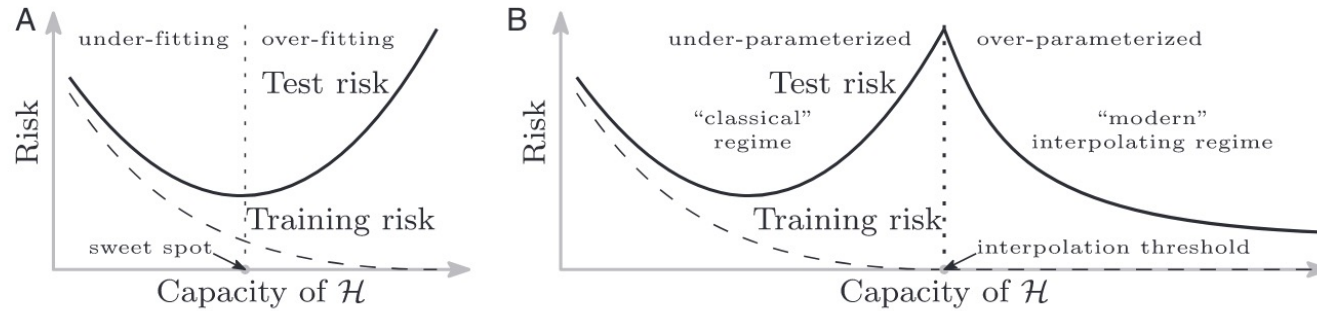 A
under-fitting
over-fitting
Test risk
Risk
Training risk
sweet spot
Capacity of ℋ
B
under-parameterized
over-parameterized
Test risk
“classical”
regime
“modern”
interpolating regime
Risk
Training risk
interpolation threshold
Capacity of ℋ